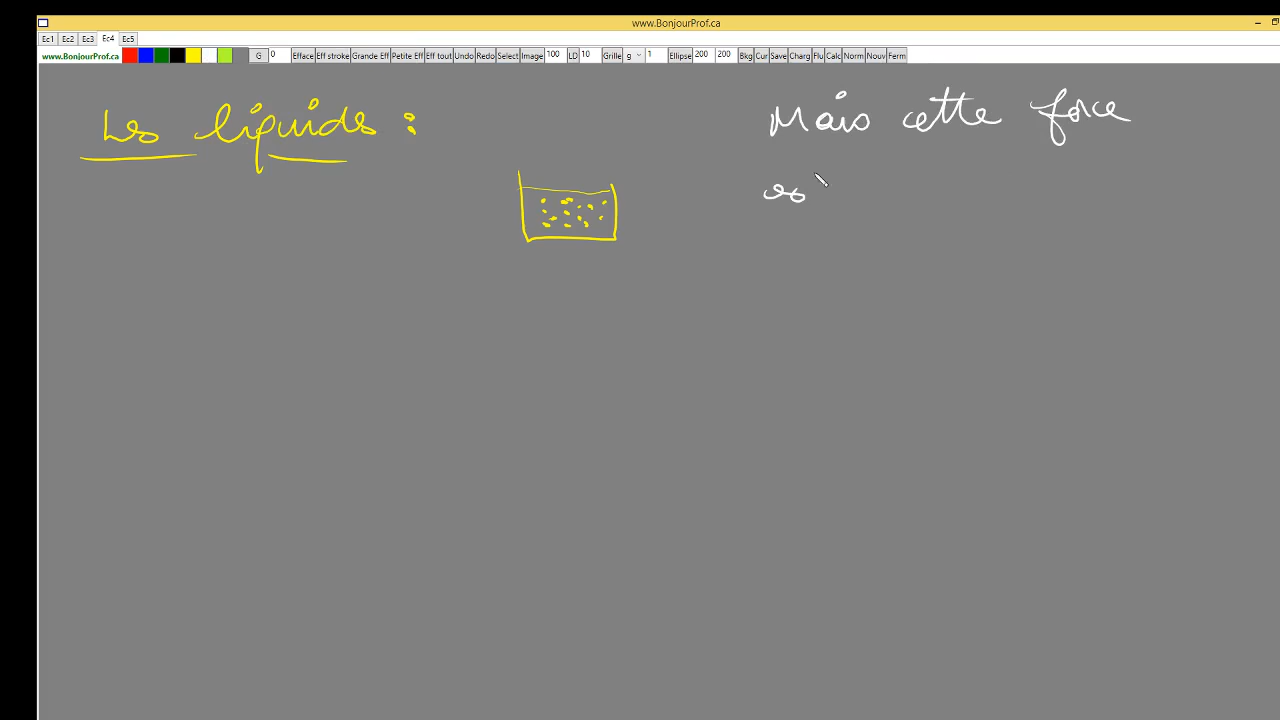 www.BonjourProf.ca
Ec1 Ec2 Ec3 Ec4 Ec5
www.BonjourProf.ca G 0 Efface Eff stroke Grande Eff Petite Eff Eff tout Undo Redo Select Image 100 LD 10 Grille g 1 Ellipse 200 200 Bkg Cur Save Charg Flu Calc Norm Nouv Ferm
Les liquides :
Mais cette force
es